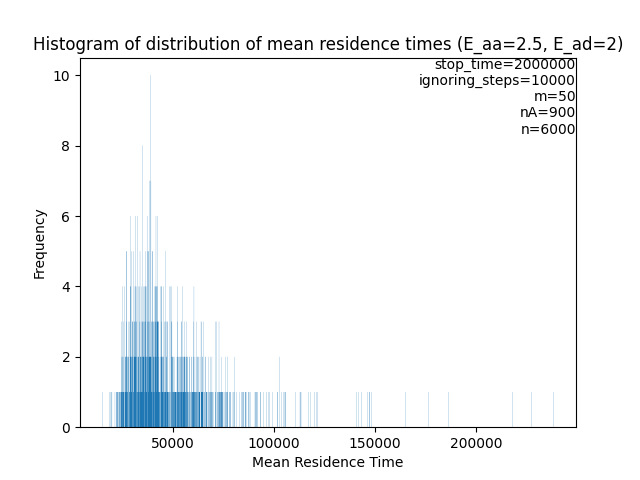 Histogram of distribution of mean residence times (E_aa=2.5, E_ad=2)
stop_time=2000000
ignoring_steps=10000
m=50
nA=900
n=6000
10
8
6
4
2
0
Frequency
50000 100000 150000 200000
Mean Residence Time